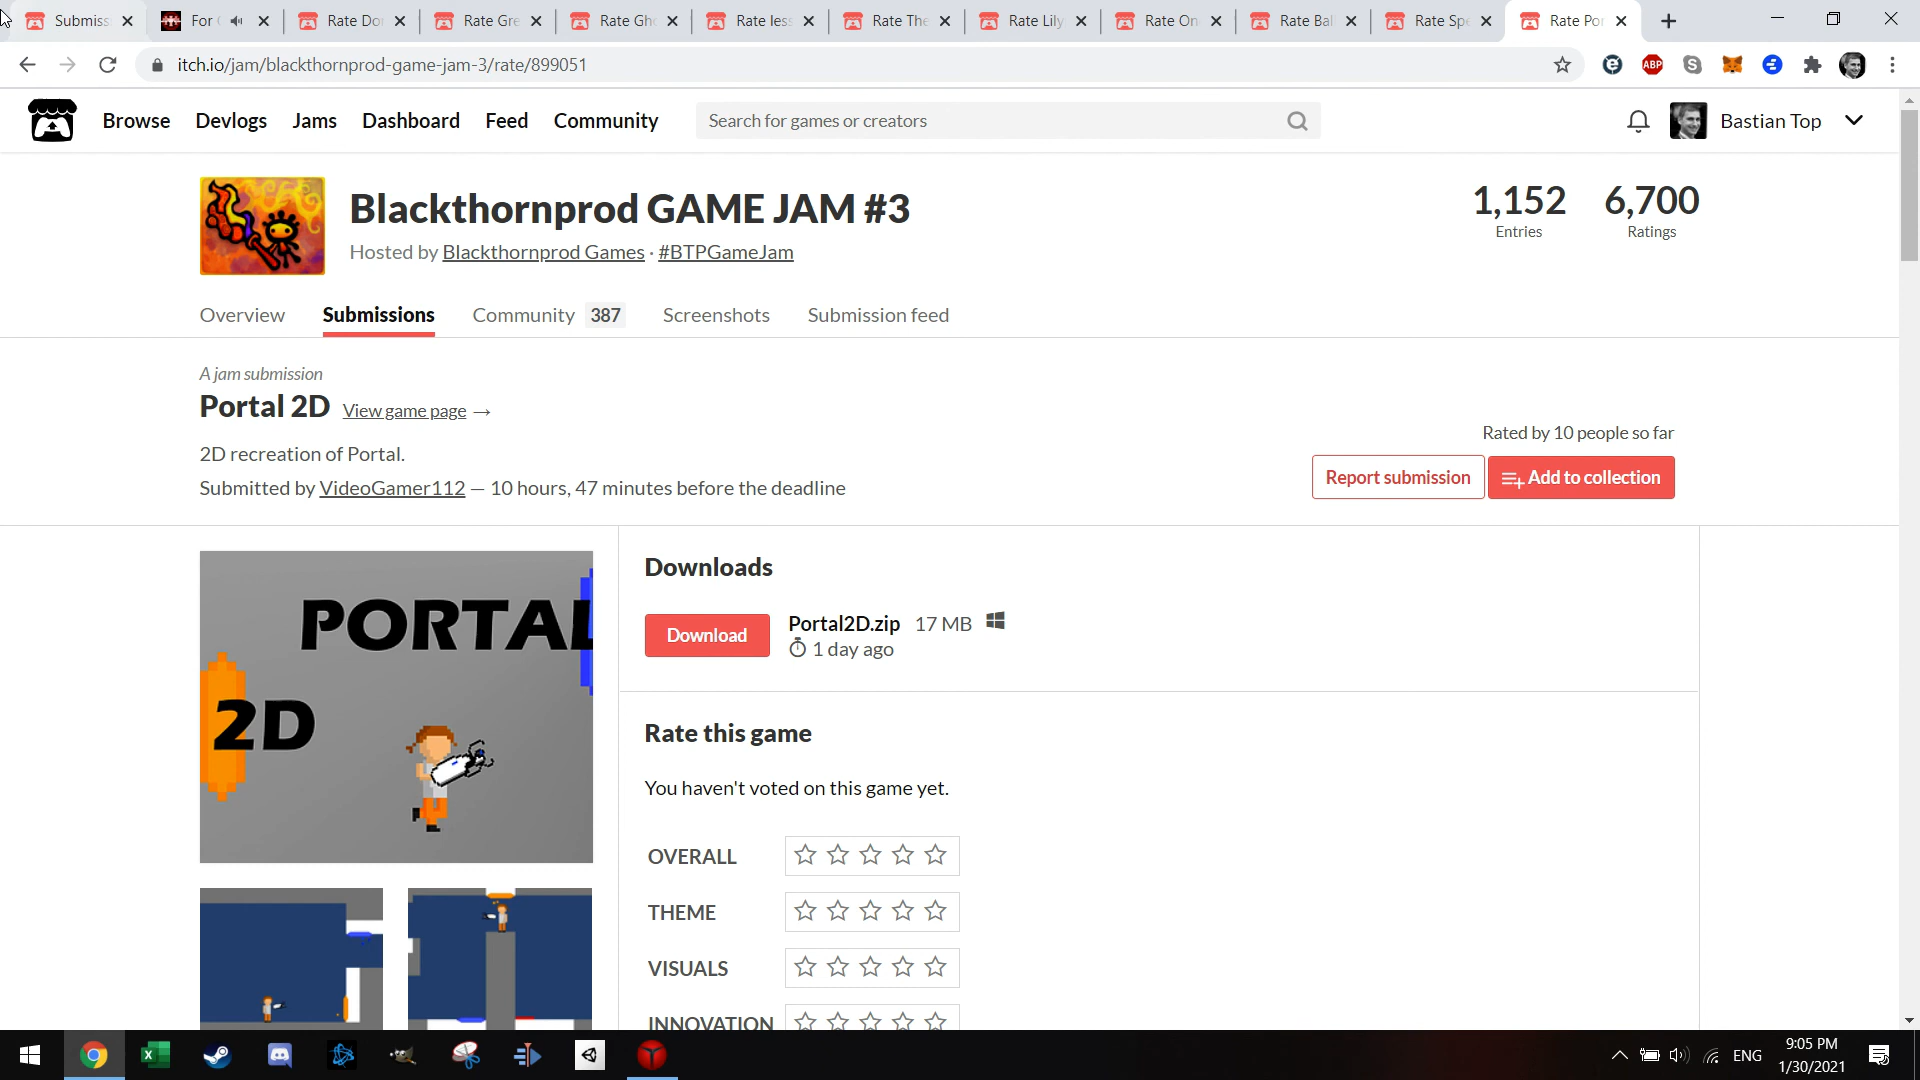 Submiss
For
Rate Do
Rate Gre
Rate Gh
Rate les
Rate The
Rate Lily
Rate On
Rate Bal
Rate Spe
Rate Por
itch.io/jam/blackthornprod-game-jam-3/rate/899051
ABP
Browse Devlogs Jams Dashboard Feed Community
Search for games or creators
Bastian Top
Blackthornprod GAME JAM #3
Hosted by Blackthornprod Games · #BTPGameJam
1,152 6,700
Entries Ratings
Overview Submissions Community 387 Screenshots Submission feed
A jam submission
Portal 2D View game page →
Rated by 10 people so far
2D recreation of Portal.
Report submission Add to collection
Submitted by VideoGamer112 — 10 hours, 47 minutes before the deadline
PORTAL
2D
Downloads
Download
Portal2D.zip 17 MB
1 day ago
Rate this game
You haven't voted on this game yet.
OVERALL
THEME
VISUALS
INNOVATION
ENG
9:05 PM
1/30/2021